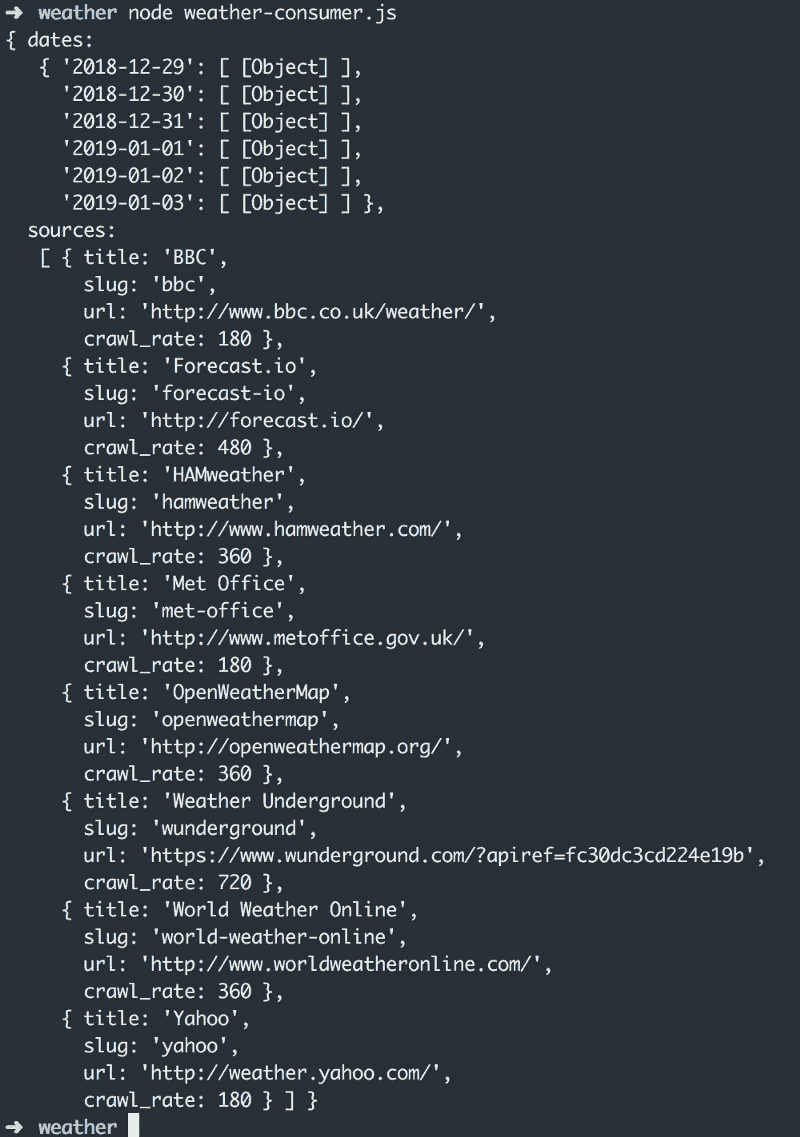 ➜ weather node weather-consumer.js
{ dates:
   { '2018-12-29': [ [Object] ],
     '2018-12-30': [ [Object] ],
     '2018-12-31': [ [Object] ],
     '2019-01-01': [ [Object] ],
     '2019-01-02': [ [Object] ],
     '2019-01-03': [ [Object] ] },
  sources:
   [ { title: 'BBC',
       slug: 'bbc',
       url: 'http://www.bbc.co.uk/weather/',
       crawl_rate: 180 },
     { title: 'Forecast.io',
       slug: 'forecast-io',
       url: 'http://forecast.io/',
       crawl_rate: 480 },
     { title: 'HAMweather',
       slug: 'hamweather',
       url: 'http://www.hamweather.com/',
       crawl_rate: 360 },
     { title: 'Met Office',
       slug: 'met-office',
       url: 'http://www.metoffice.gov.uk/',
       crawl_rate: 180 },
     { title: 'OpenWeatherMap',
       slug: 'openweathermap',
       url: 'http://openweathermap.org/',
       crawl_rate: 360 },
     { title: 'Weather Underground',
       slug: 'wunderground',
       url: 'https://www.wunderground.com/?apiref=fc30dc3cd224e19b',
       crawl_rate: 720 },
     { title: 'World Weather Online',
       slug: 'world-weather-online',
       url: 'http://www.worldweatheronline.com/',
       crawl_rate: 360 },
     { title: 'Yahoo',
       slug: 'yahoo',
       url: 'http://weather.yahoo.com/',
       crawl_rate: 180 } ] }
➜ weather